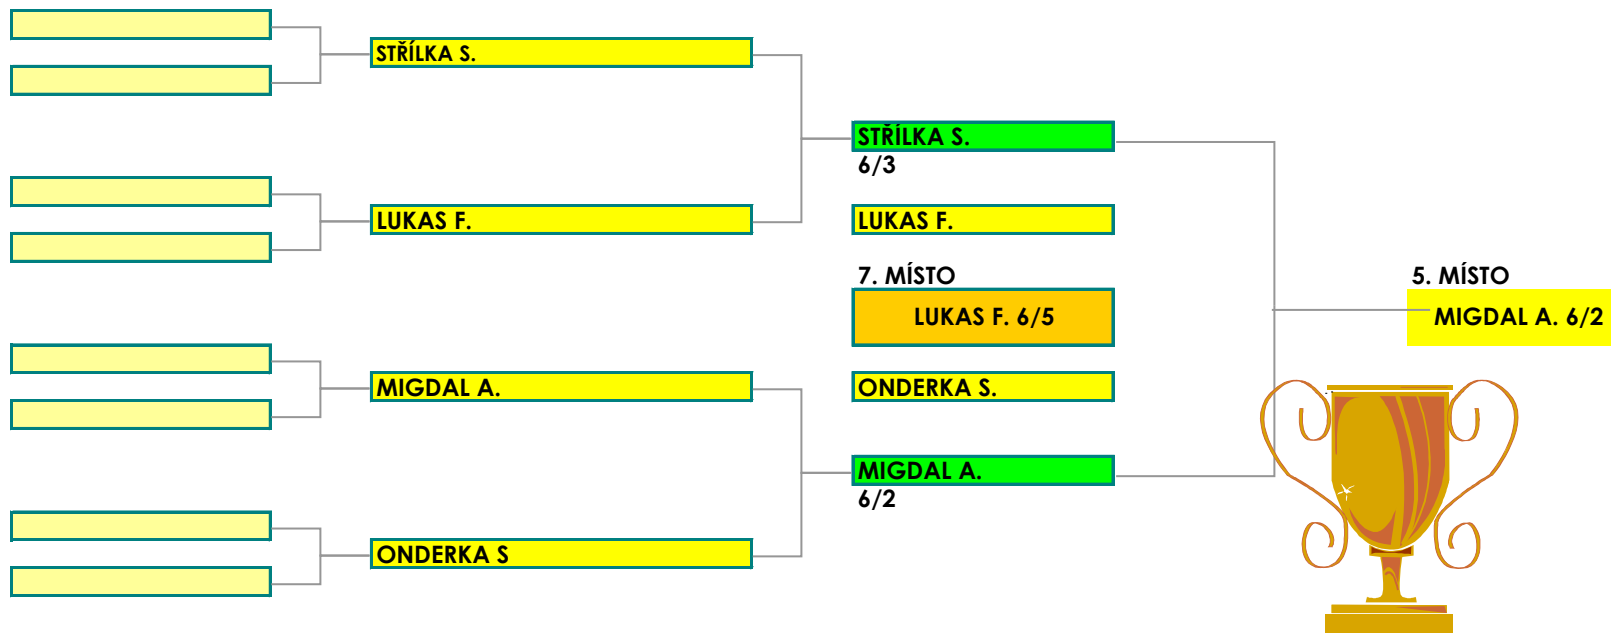 STŘÍLKA S.
LUKAS F.
MIGDAL A.
ONDERKA S
STŘÍLKA S.
6/3
LUKAS F.
7. MÍSTO
LUKAS F. 6/5
ONDERKA S.
MIGDAL A.
6/2
5. MÍSTO
MIGDAL A. 6/2